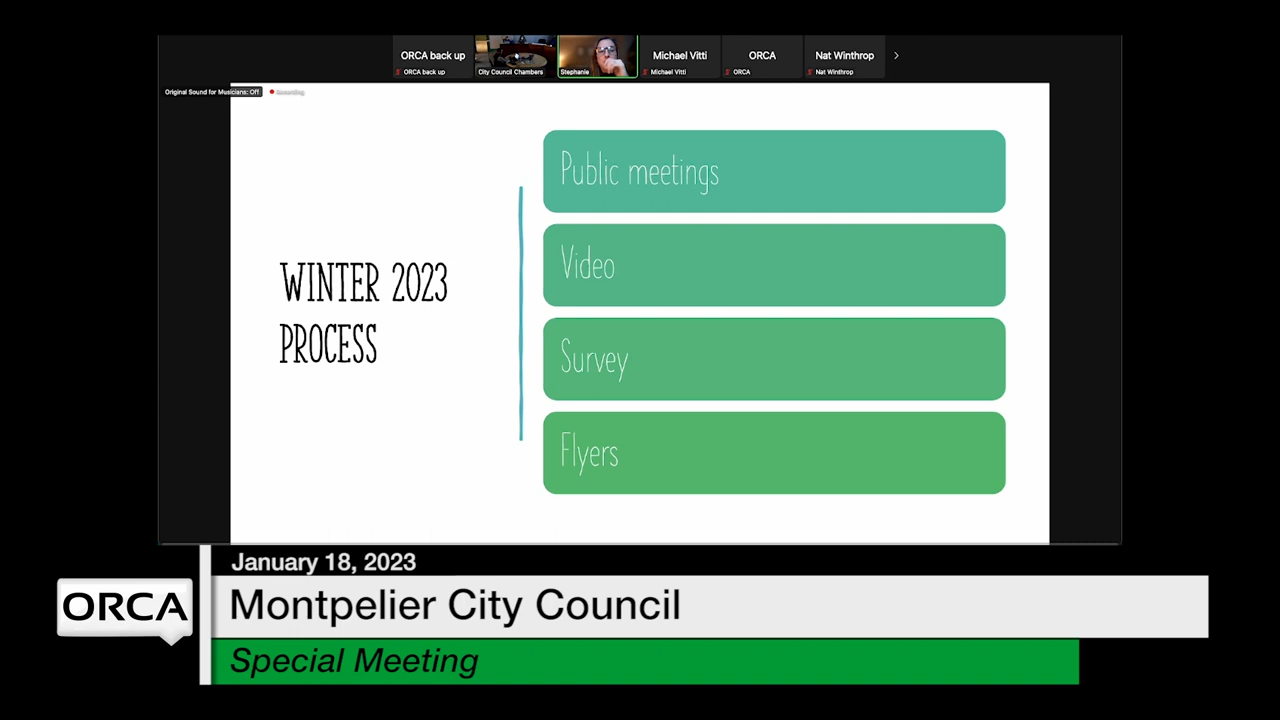 ORCA back up
Michael Vitti
ORCA
Nat Winthrop
ORCA back up
City Council Chambers
Stephanie
Michael Vitti
ORCA
Nat Winthrop
Original Sound for Musicians: Off
Recording
Public meetings
Video
WINTER 2023
PROCESS
Survey
Flyers
January 18, 2023
ORCA
Montpelier City Council
Special Meeting